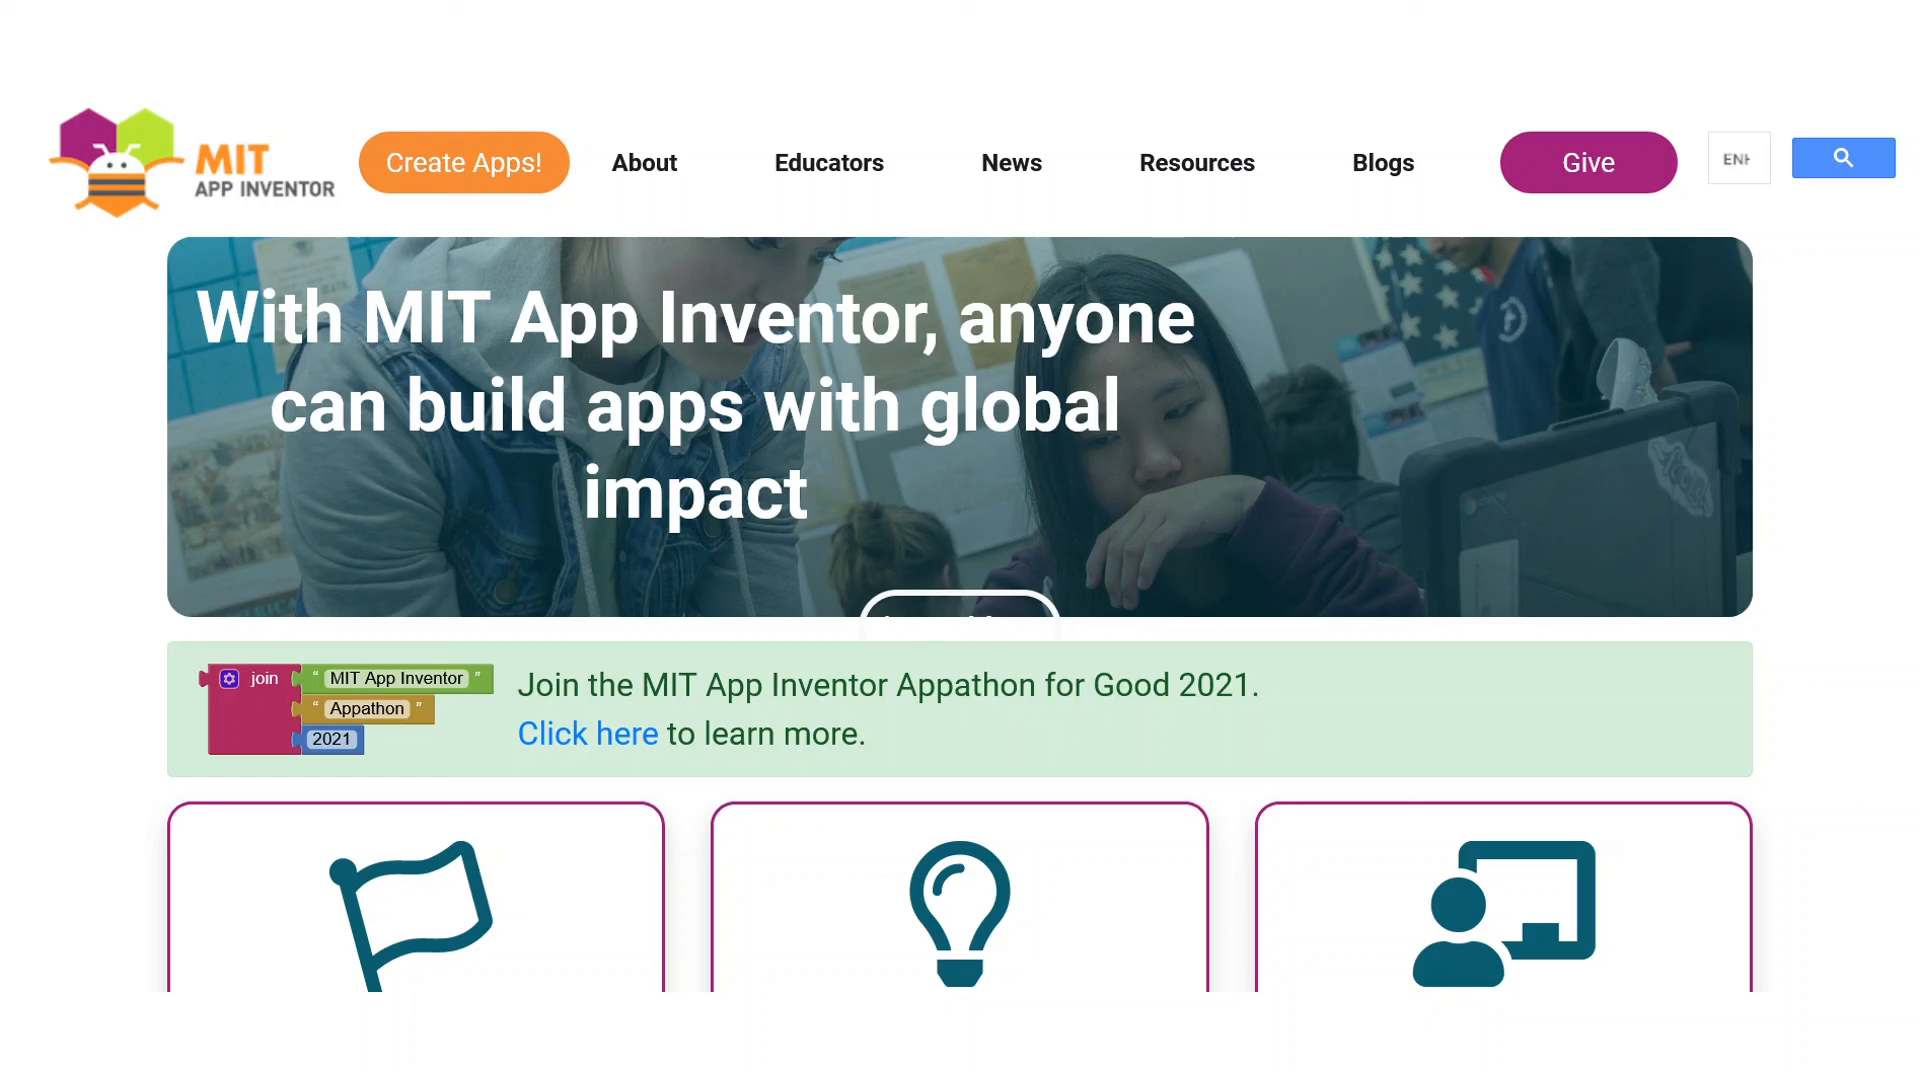 MIT
APP INVENTOR
Create Apps!
About
Educators
News
Resources
Blogs
Give
With MIT App Inventor, anyone
can build apps with global
impact
join
“ MIT App Inventor ”
“ Appathon ”
2021
Join the MIT App Inventor Appathon for Good 2021.
Click here to learn more.